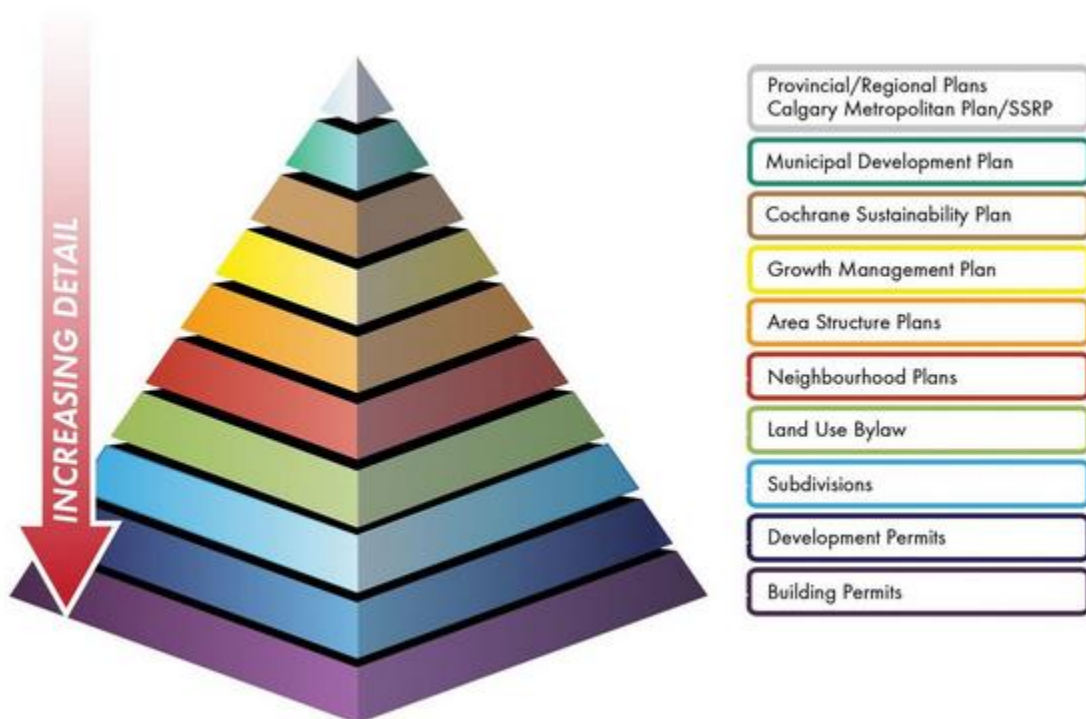 INCREASING DETAIL
Provincial/Regional Plans
Calgary Metropolitan Plan/SSRP
Municipal Development Plan
Cochrane Sustainability Plan
Growth Management Plan
Area Structure Plans
Neighbourhood Plans
Land Use Bylaw
Subdivisions
Development Permits
Building Permits